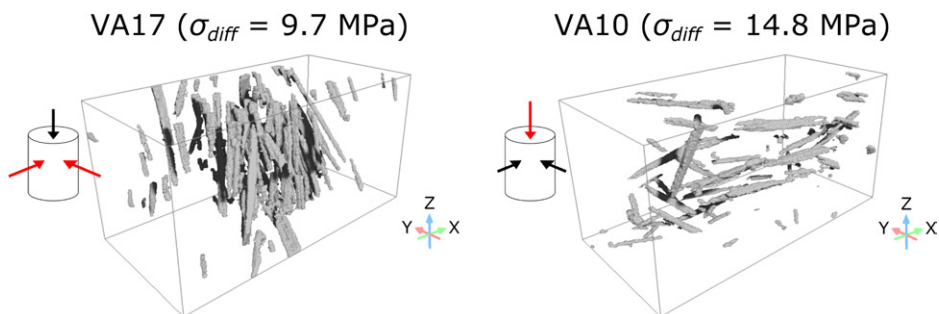 VA17 (σdiff = 9.7 MPa)
VA10 (σdiff = 14.8 MPa)
Z
Y X
Z
Y X